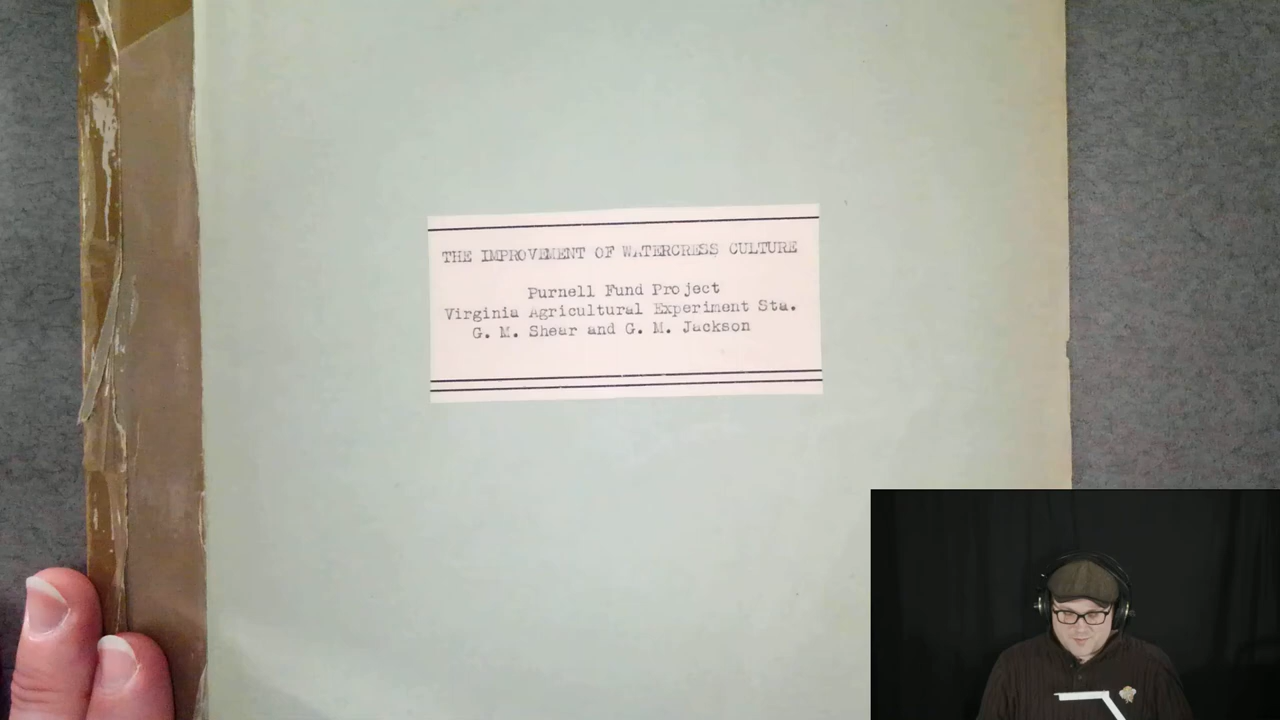 THE IMPROVEMENT OF WATERCRESS CULTURE
Purnell Fund Project
Virginia Agricultural Experiment Sta.
G. M. Shear and G. M. Jackson